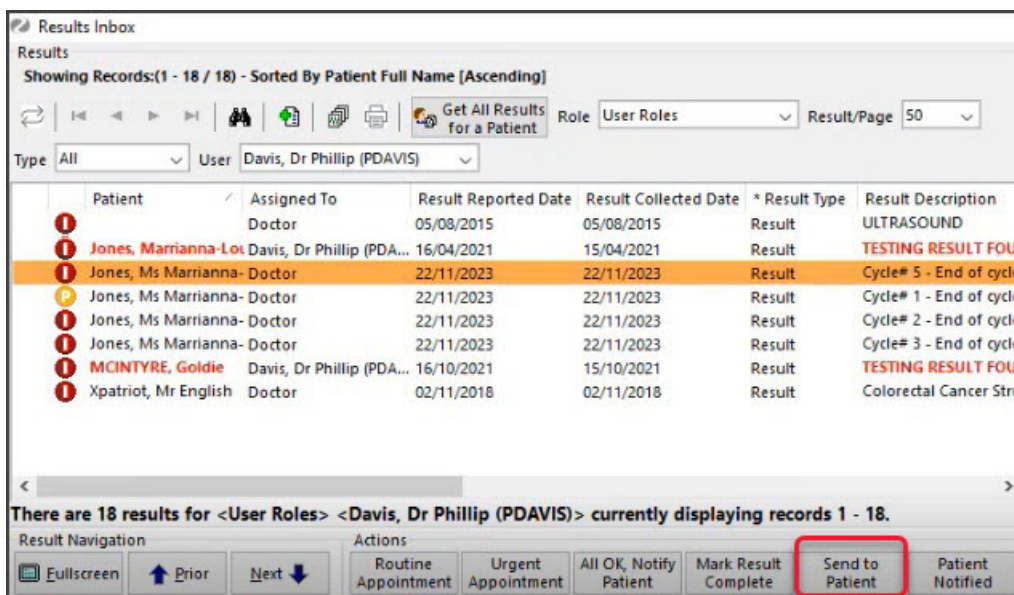 Results Inbox
Results
Showing Records:(1 - 18 / 18) - Sorted By Patient Full Name [Ascending]
Get All Results for a Patient Role User Roles Result/Page 50
Type All User Davis, Dr Phillip (PDAVIS)
Patient Assigned To Result Reported Date Result Collected Date * Result Type Result Description
I Doctor 05/08/2015 05/08/2015 Result ULTRASOUND
I Jones, Marrianna-Lou Davis, Dr Phillip (PDA... 16/04/2021 15/04/2021 Result TESTING RESULT FOU
I Jones, Ms Marrianna- Doctor 22/11/2023 22/11/2023 Result Cycle# 5 - End of cycle
P Jones, Ms Marrianna- Doctor 22/11/2023 22/11/2023 Result Cycle# 1 - End of cycl
I Jones, Ms Marrianna- Doctor 22/11/2023 22/11/2023 Result Cycle# 2 - End of cycl
I Jones, Ms Marrianna- Doctor 22/11/2023 22/11/2023 Result Cycle# 3 - End of cycl
I MCINTYRE, Goldie Davis, Dr Phillip (PDA... 16/10/2021 15/10/2021 Result TESTING RESULT FOU
I Xpatriot, Mr English Doctor 02/11/2018 02/11/2018 Result Colorectal Cancer Stru
There are 18 results for <User Roles> <Davis, Dr Phillip (PDAVIS)> currently displaying records 1 - 18.
Result Navigation Actions
Fullscreen Prior Next Routine Appointment Urgent Appointment All OK, Notify Patient Mark Result Complete Send to Patient Patient Notified